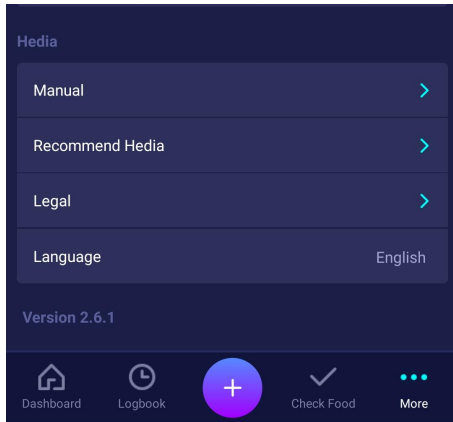 Hedia
Manual
Recommend Hedia
Legal
Language English
Version 2.6.1
Dashboard Logbook Check Food More